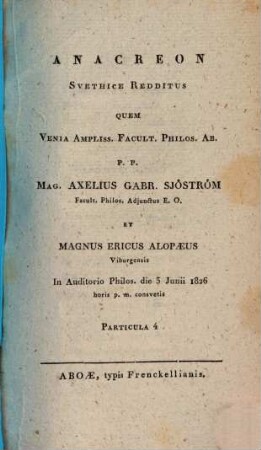 ANACREON
SVETHICE REDDITUS
QUEM
VENIA AMPLISS. FACULT. PHILOS. AB.
P. P.
MAG. AXELIUS GABR. SJÖSTRÖM
Facult. Philos. Adjunctus E. O.
ET
MAGNUS ERICUS ALOPÆUS
Viburgensis
In Auditorio Philos. die 3 Junii 1826
horis p. m. consvetis
PARTICULA 4
ABOÆ, typis Frenckellianis.